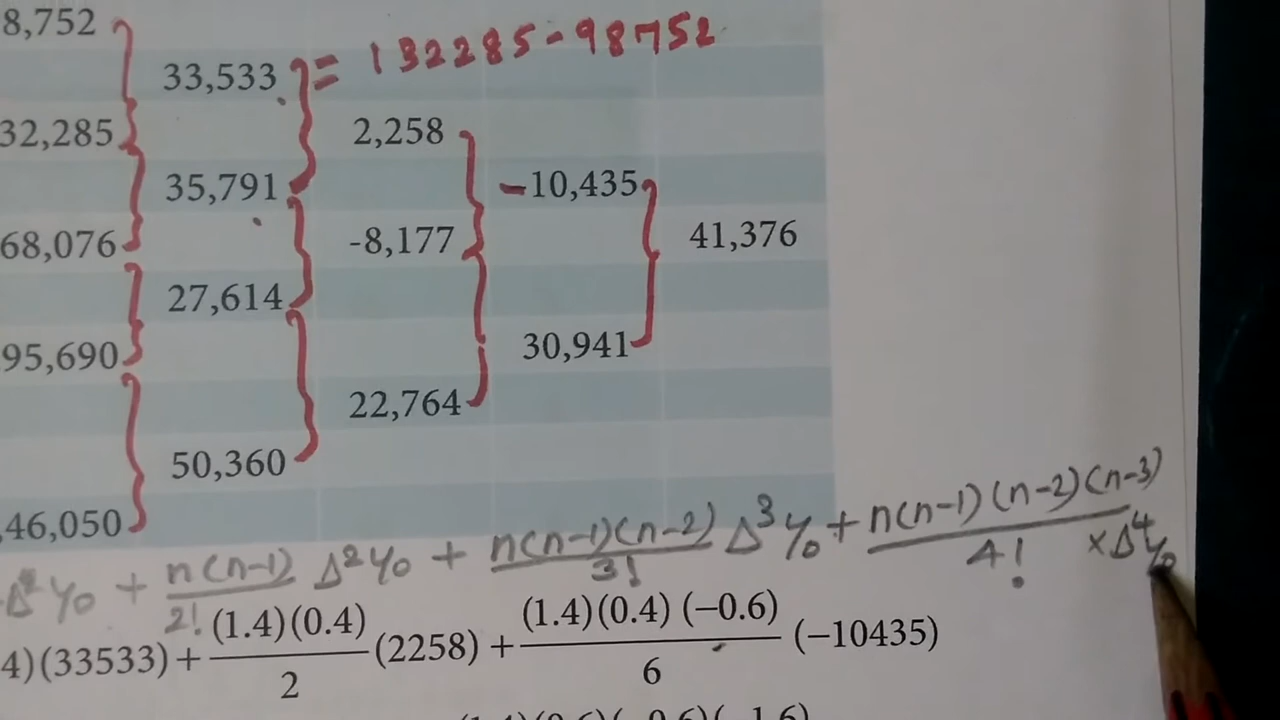 8,752
33,533 = 132285-98752
32,285 2,258
35,791 -10,435
68,076 -8,177 41,376
27,614
95,690 30,941
22,764
50,360
46,050
Δ²y₀ + n(n-1)/2! Δ²y₀ + n(n-1)(n-2)/3! Δ³y₀ + n(n-1)(n-2)(n-3)/4! ×Δ⁴y₀
4)(33533) + (1.4)(0.4)/2 (2258) + (1.4)(0.4)(−0.6)/6 (−10435)